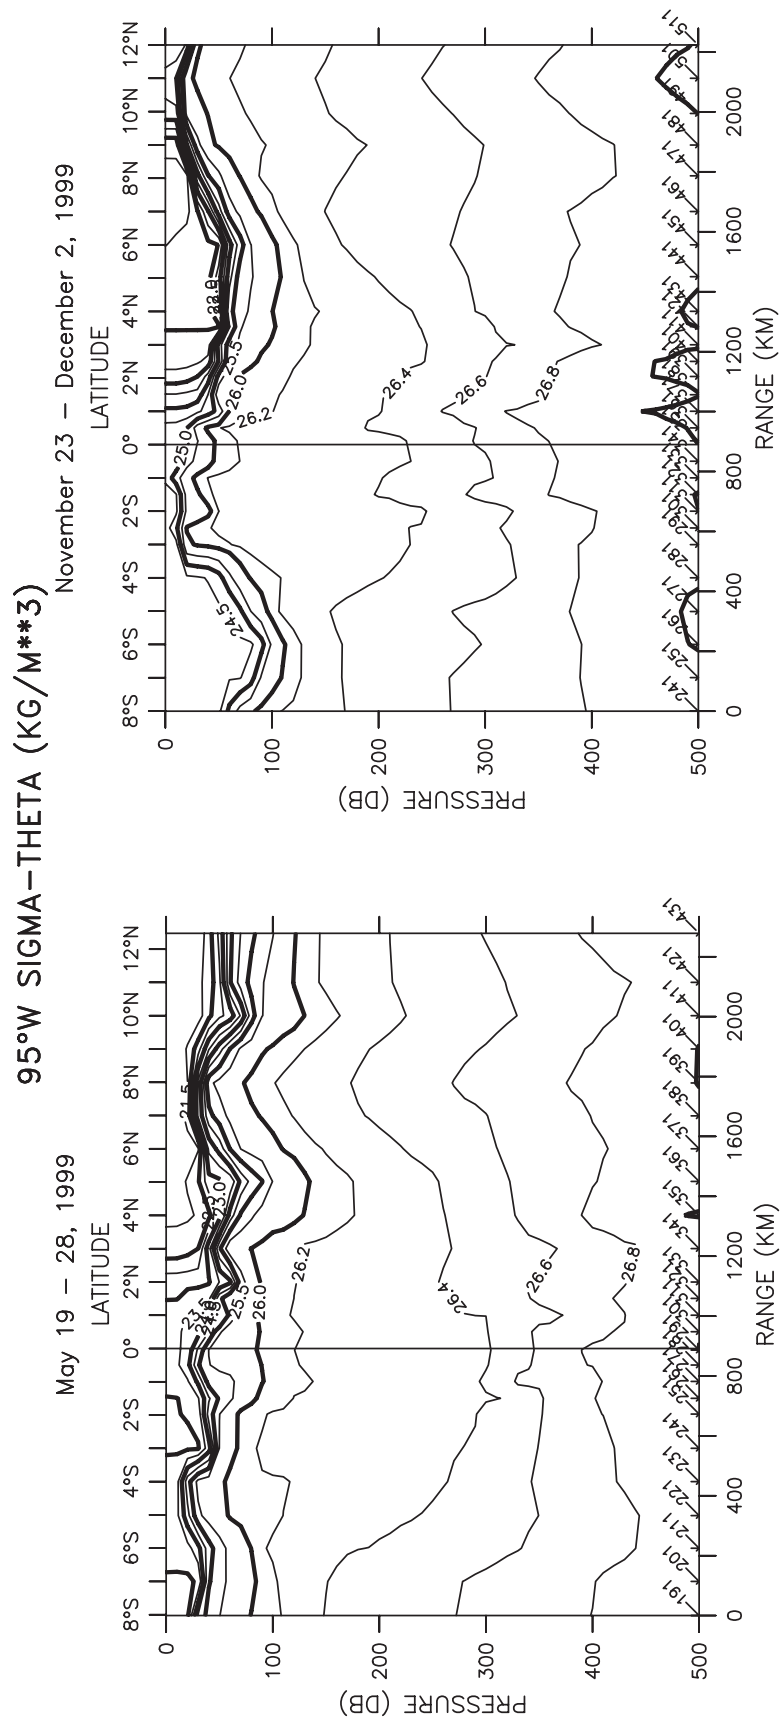 95°W SIGMA-THETA (KG/M**3)
May 19 - 28, 1999
LATITUDE
8°S 6°S 4°S 2°S 0° 2°N 4°N 6°N 8°N 10°N 12°N
0
100
200
300
400
500
PRESSURE (DB)
21.5
23.0
23.5
25.5
26.0
26.2
26.4
26.6
26.8
191 201 211 221 231 241 341 351 361 371 381 391 401 411 421 431
0 400 800 1200 1600 2000
RANGE (KM)
November 23 - December 2, 1999
LATITUDE
8°S 6°S 4°S 2°S 0° 2°N 4°N 6°N 8°N 10°N 12°N
0
100
200
300
400
500
PRESSURE (DB)
24.5
25.0
25.5
26.0
26.2
26.4
26.6
26.8
241 251 261 271 281 291 441 451 461 471 481 491 501 511
0 400 800 1200 1600 2000
RANGE (KM)